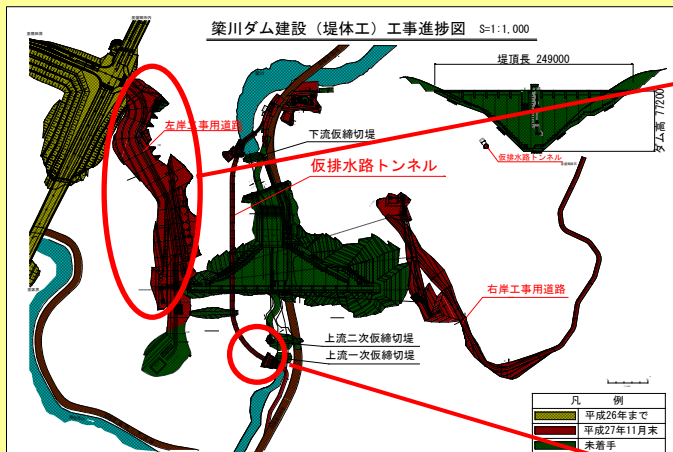 簗川ダム建設（堤体工）工事進捗図 S=1:1,000
堤頂長 249000
ダム高 77200
仮排水路トンネル
左岸工事用道路
下流仮締切堤
仮排水路トンネル
右岸工事用道路
上流二次仮締切堤
上流一次仮締切堤
凡 例
平成26年まで
平成27年11月末
未着手